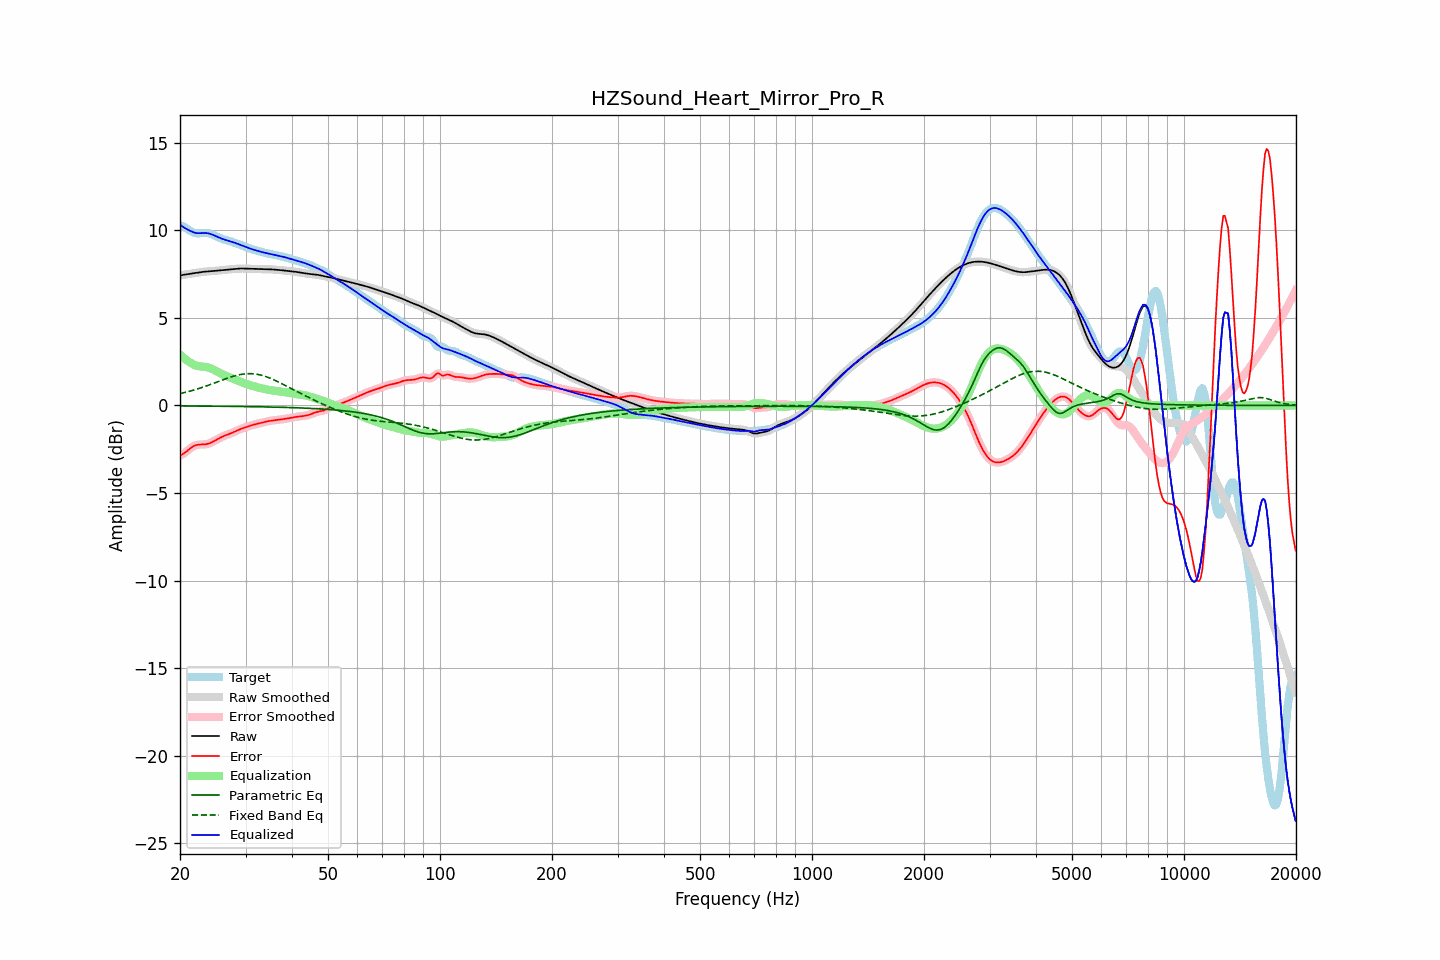 HZSound_Heart_Mirror_Pro_R
15
10
5
0
−5
−10
−15
−20
−25
Amplitude (dBr)
Target
Raw Smoothed
Error Smoothed
Raw
Error
Equalization
Parametric Eq
Fixed Band Eq
Equalized
20
50
100
200
500
1000
2000
5000
10000
20000
Frequency (Hz)